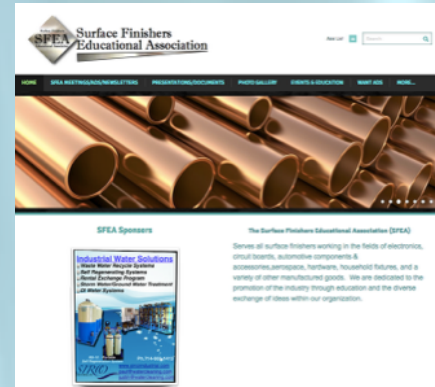 SFEA
Surface Finishers
Educational Association
Search
HOME
SFEA MEETINGS/ADS/NEWSLETTERS
PRESENTATIONS/DOCUMENTS
PHOTO GALLERY
EVENTS & EDUCATION
WANT ADS
MORE...
SFEA Sponsors
Industrial Water Solutions
Waste Water Recycle Systems
Self Regenerating Systems
Rental Exchange Program
Storm Water/Ground Water Treatment
DI Water Systems
The Surface Finishers Educational Association (SFEA)
Serves all surface finishers working in the fields of electronics,
circuit boards, automotive components &
accessories,aerospace, hardware, household fixtures, and a
variety of other manufactured goods. We are dedicated to the
promotion of the industry through education and the diverse
exchange of ideas within our organization.